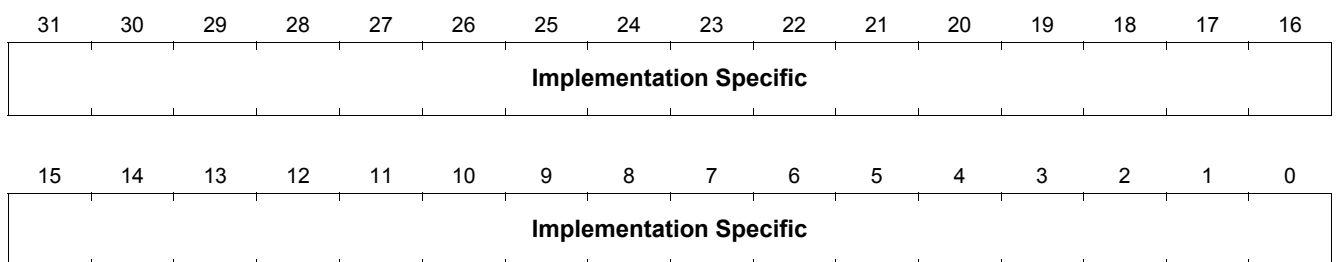 31 30 29 28 27 26 25 24 23 22 21 20 19 18 17 16
Implementation Specific
15 14 13 12 11 10 9 8 7 6 5 4 3 2 1 0
Implementation Specific